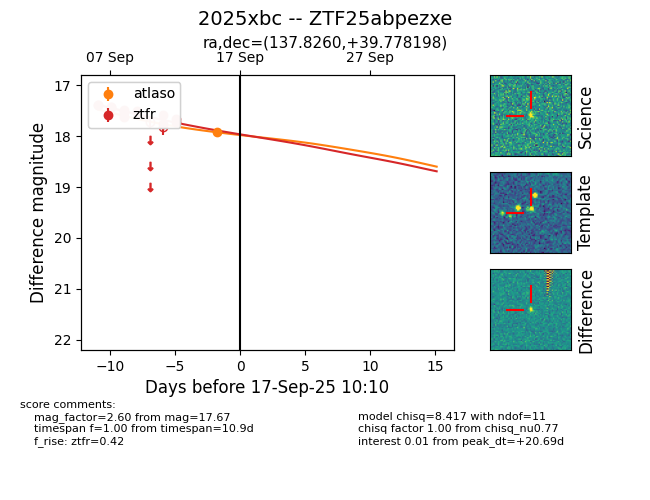 2025xbc -- ZTF25abpezxe
ra,dec=(137.8260,+39.778198)
07 Sep 17 Sep 27 Sep
atlaso
ztfr
17
18
19
20
21
22
Difference magnitude
−10 −5 0 5 10 15
Days before 17-Sep-25 10:10
Science
Template
Difference
score comments:
mag_factor=2.60 from mag=17.67
timespan f=1.00 from timespan=10.9d
f_rise: ztfr=0.42
model chisq=8.417 with ndof=11
chisq factor 1.00 from chisq_nu0.77
interest 0.01 from peak_dt=+20.69d